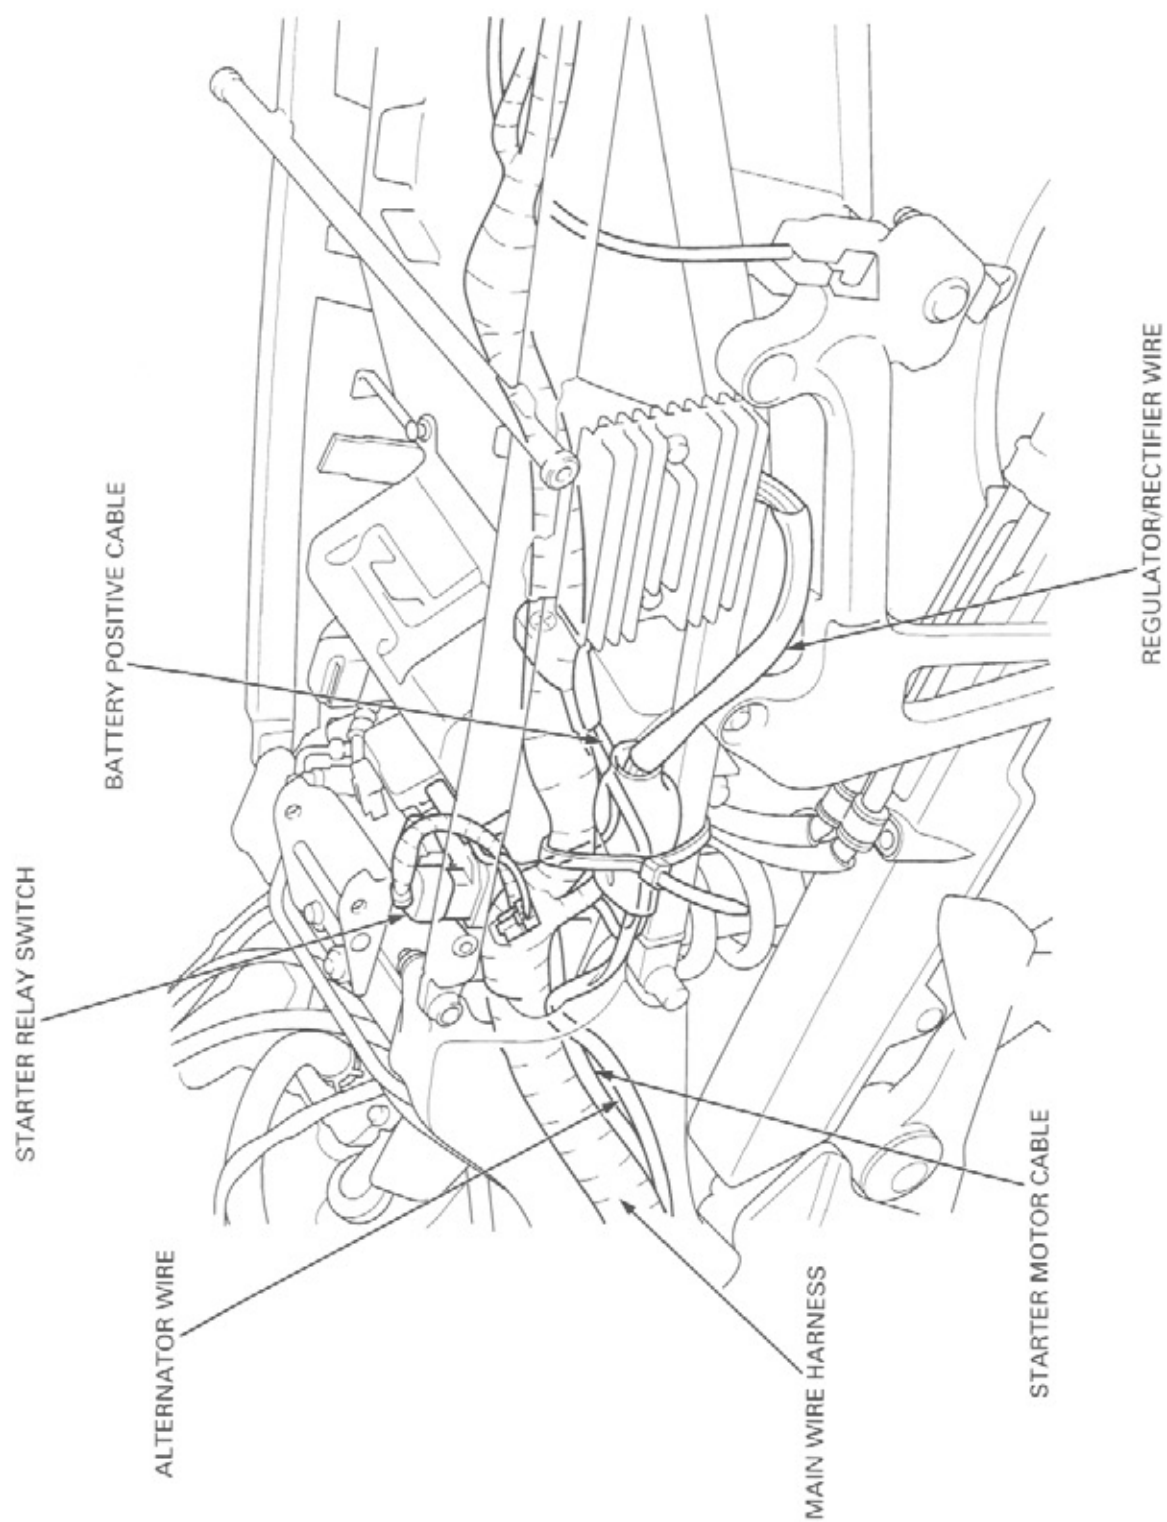 STARTER RELAY SWITCH
BATTERY POSITIVE CABLE
ALTERNATOR WIRE
MAIN WIRE HARNESS
STARTER MOTOR CABLE
REGULATOR/RECTIFIER WIRE